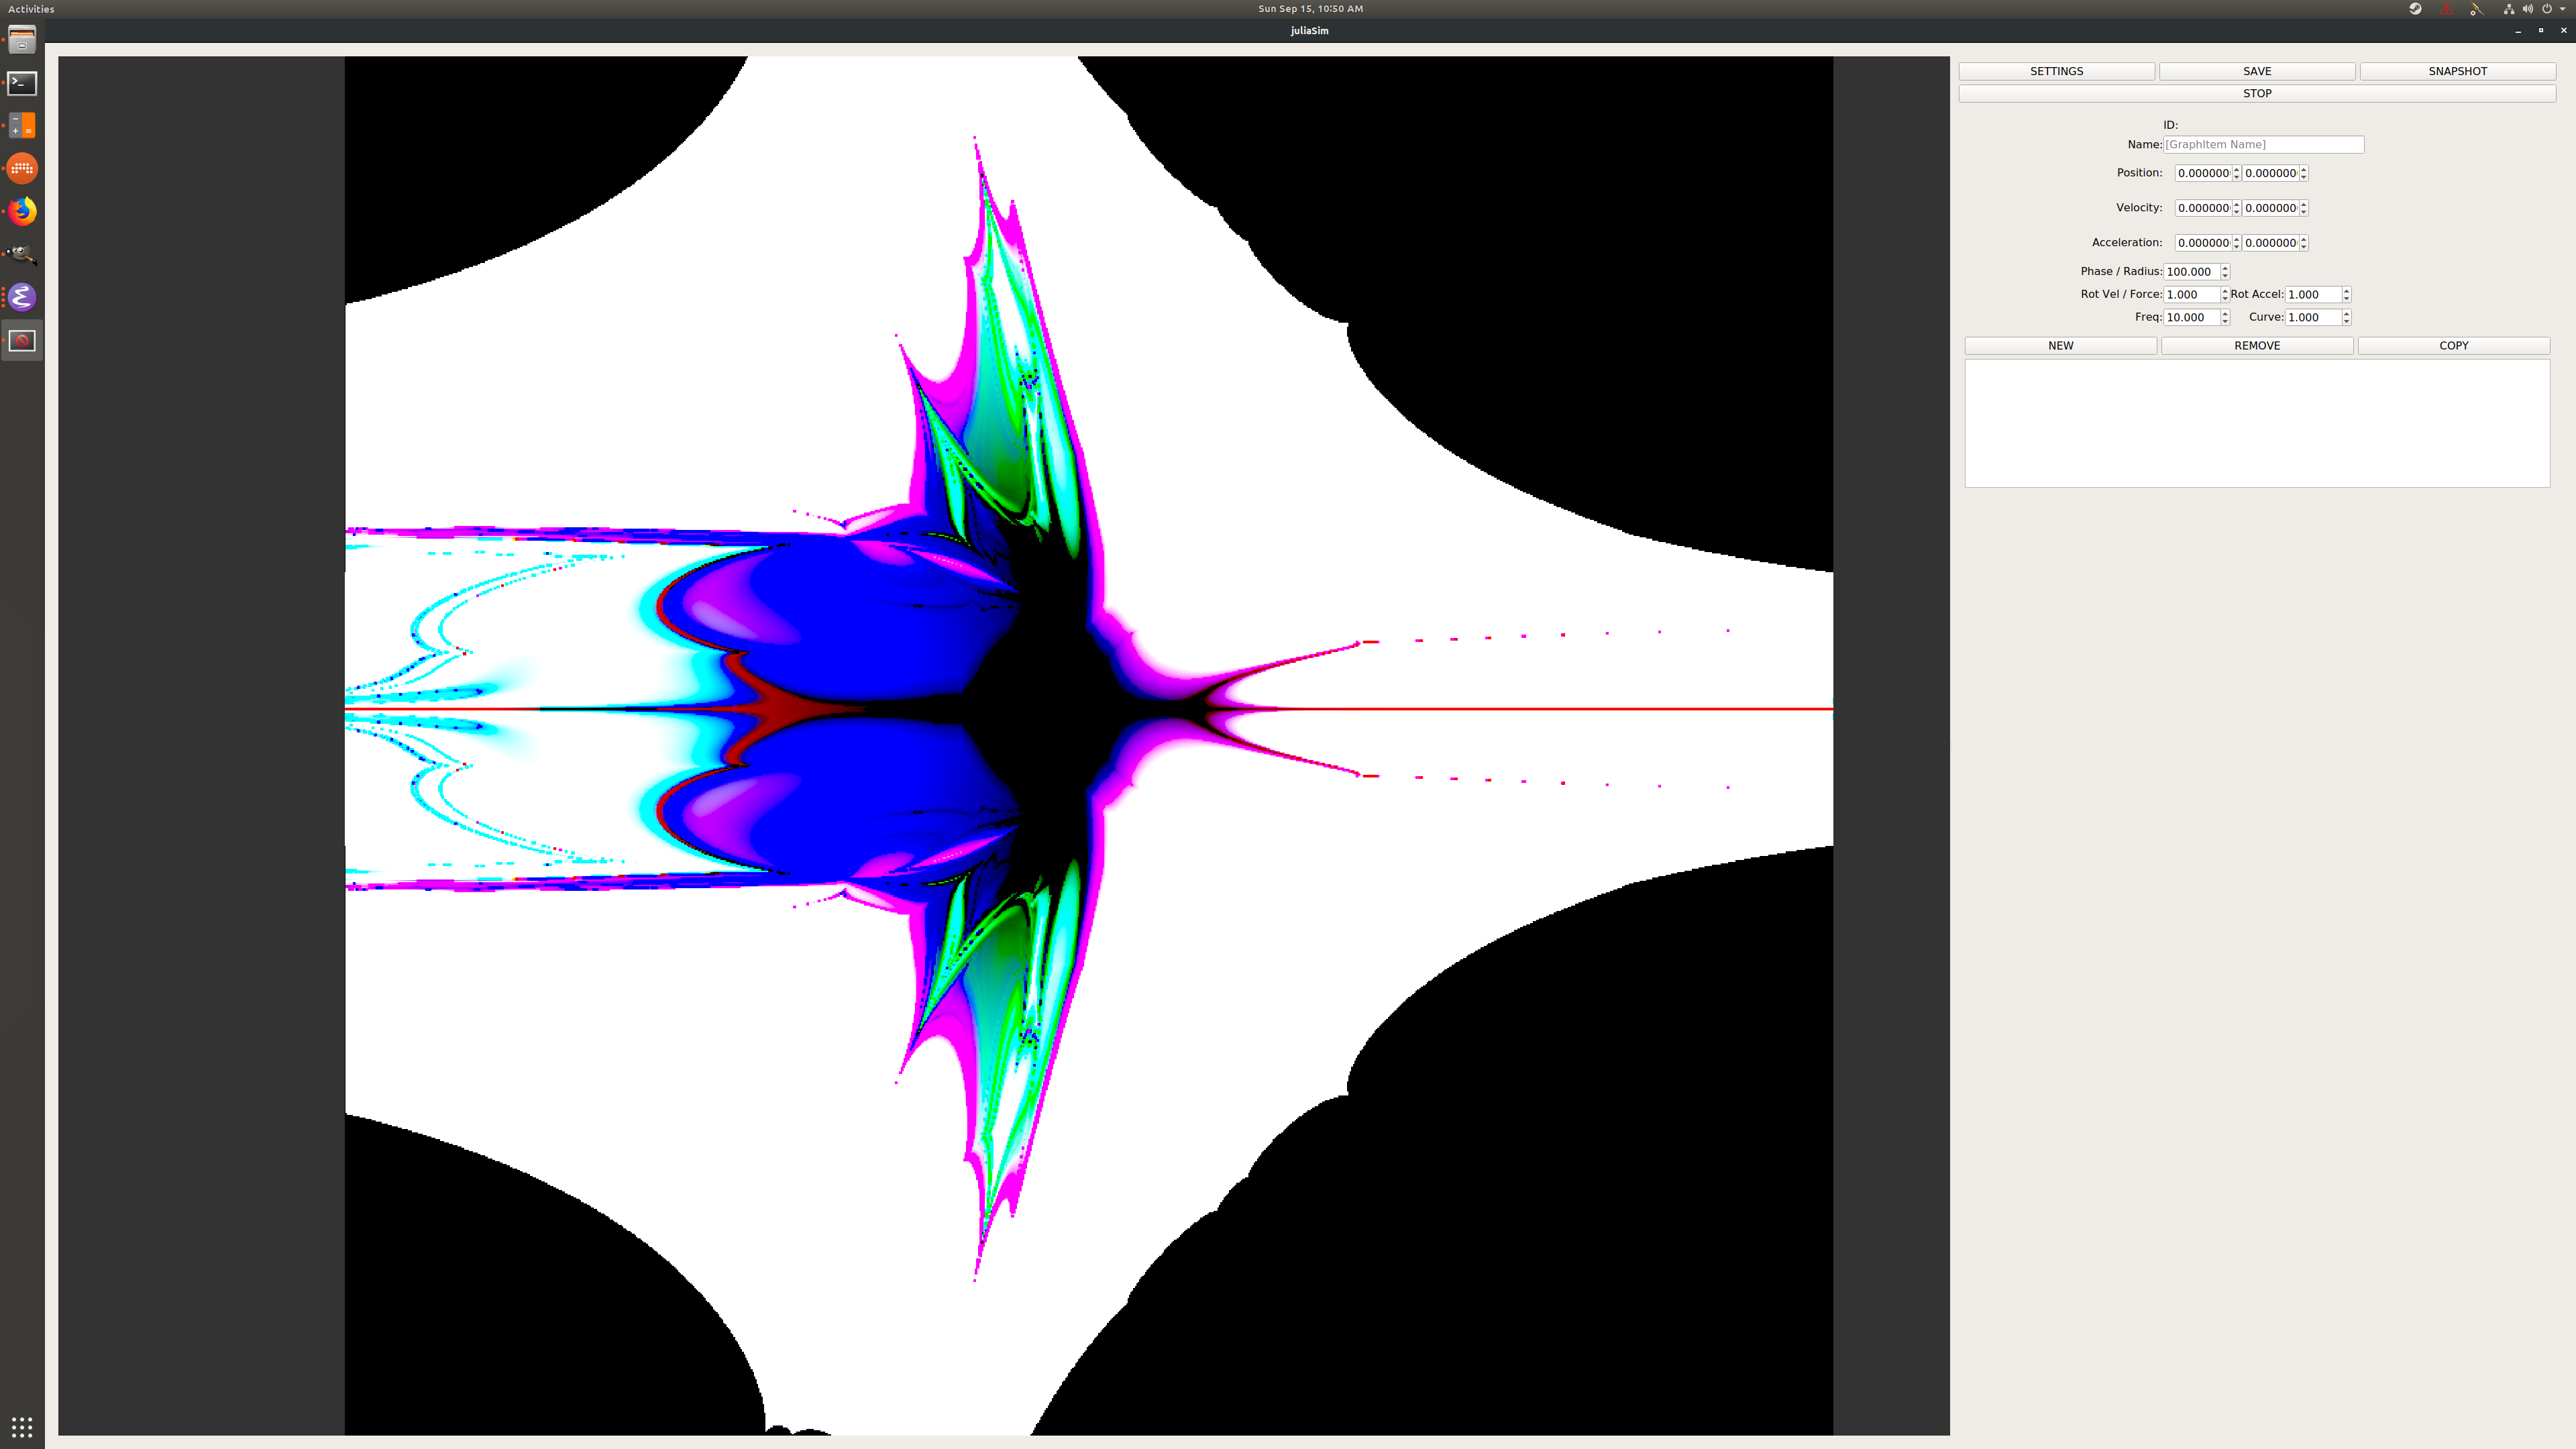 Activities
Sun Sep 15, 10:50 AM
juliaSim
SETTINGS SAVE SNAPSHOT
STOP
ID:
Name: [GraphItem Name]
Position: 0.000000 0.000000
Velocity: 0.000000 0.000000
Acceleration: 0.000000 0.000000
Phase / Radius: 100.000
Rot Vel / Force: 1.000 Rot Accel: 1.000
Freq: 10.000 Curve: 1.000
NEW REMOVE COPY